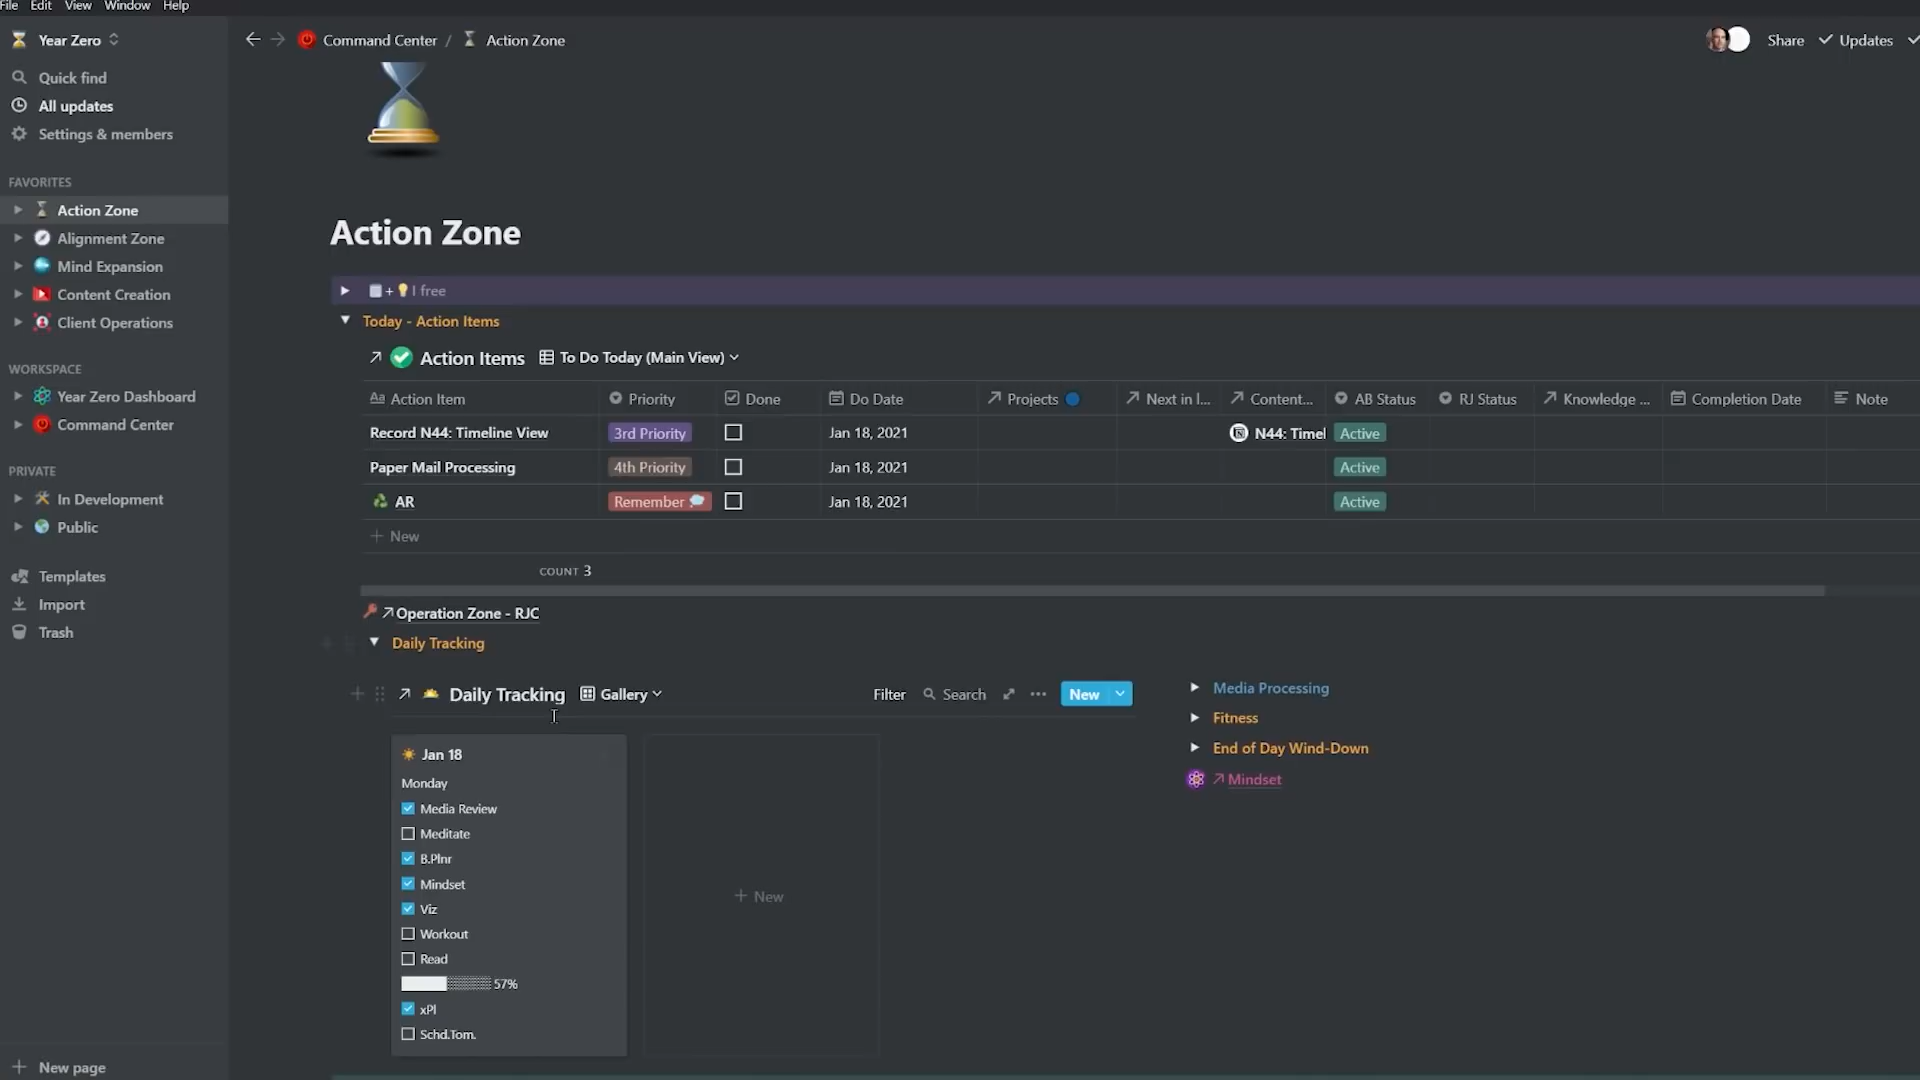 File Edit View Window Help
Year Zero
Command Center / Action Zone
Share Updates
Quick find
All updates
Settings & members
FAVORITES
Action Zone
Alignment Zone
Mind Expansion
Content Creation
Client Operations
WORKSPACE
Year Zero Dashboard
Command Center
PRIVATE
In Development
Public
Templates
Import
Trash
New page
Action Zone
+ I free
Today - Action Items
Action Items To Do Today (Main View)
Aa Action Item Priority Done Do Date Projects Next in l... Content... AB Status RJ Status Knowledge ... Completion Date Note
Record N44: Timeline View 3rd Priority Jan 18, 2021 N44: Timel Active
Paper Mail Processing 4th Priority Jan 18, 2021 Active
AR Remember Jan 18, 2021 Active
+ New
COUNT 3
Operation Zone - RJC
Daily Tracking
Daily Tracking Gallery Filter Search New
Jan 18
Monday
Media Review
Meditate
B.Plnr
Mindset
Viz
Workout
Read
57%
xPl
Schd.Tom.
+ New
Media Processing
Fitness
End of Day Wind-Down
Mindset